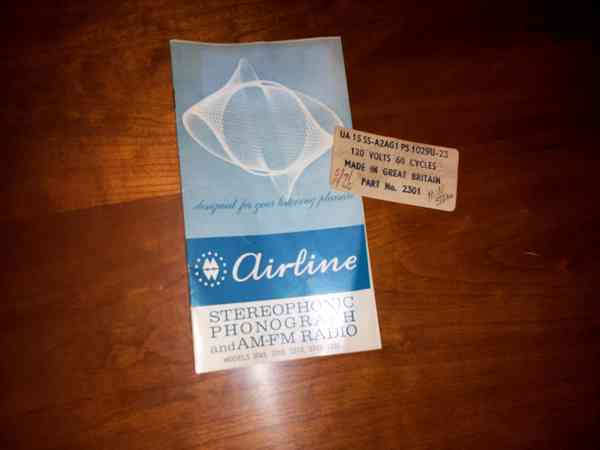 designed for your listening pleasure
Airline
STEREOPHONIC
PHONOGRAPH
and AM-FM RADIO
MODELS
UA 15 SS-A2AG1 PS 1029U-23
120 VOLTS 60 CYCLES
MADE IN GREAT BRITAIN
PART No. 2301